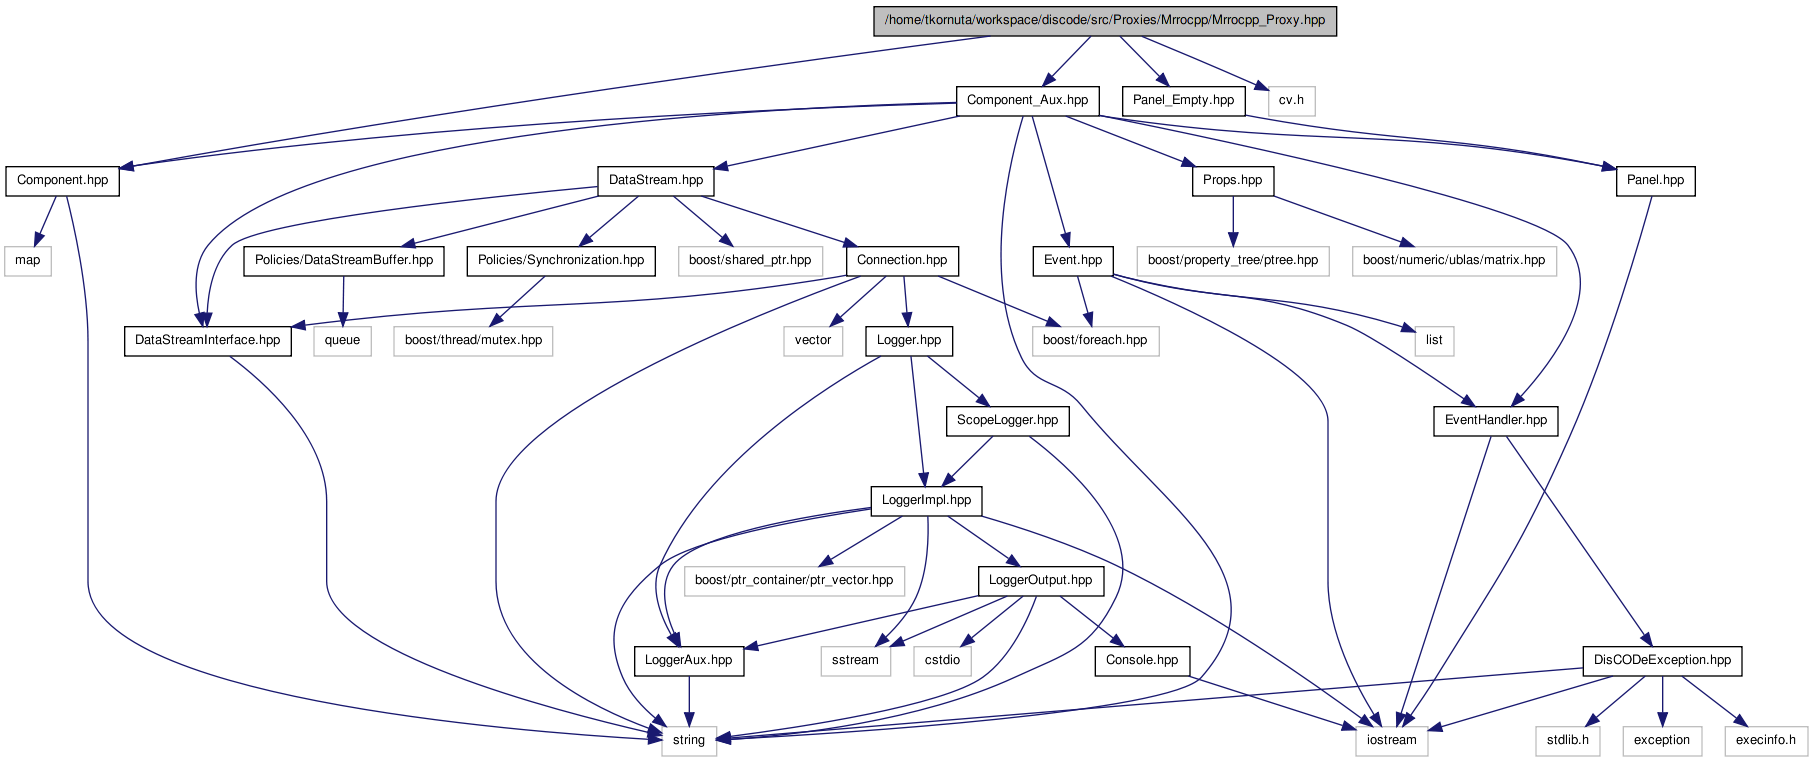 /home/tkornuta/workspace/discode/src/Proxies/Mrrocpp/Mrrocpp_Proxy.hpp
Component_Aux.hpp
Panel_Empty.hpp
cv.h
Component.hpp
DataStream.hpp
Props.hpp
Panel.hpp
map
Policies/DataStreamBuffer.hpp
Policies/Synchronization.hpp
boost/shared_ptr.hpp
Connection.hpp
Event.hpp
boost/property_tree/ptree.hpp
boost/numeric/ublas/matrix.hpp
DataStreamInterface.hpp
queue
boost/thread/mutex.hpp
vector
Logger.hpp
boost/foreach.hpp
list
ScopeLogger.hpp
EventHandler.hpp
LoggerImpl.hpp
boost/ptr_container/ptr_vector.hpp
LoggerOutput.hpp
LoggerAux.hpp
sstream
cstdio
Console.hpp
DisCODeException.hpp
string
iostream
stdlib.h
exception
execinfo.h